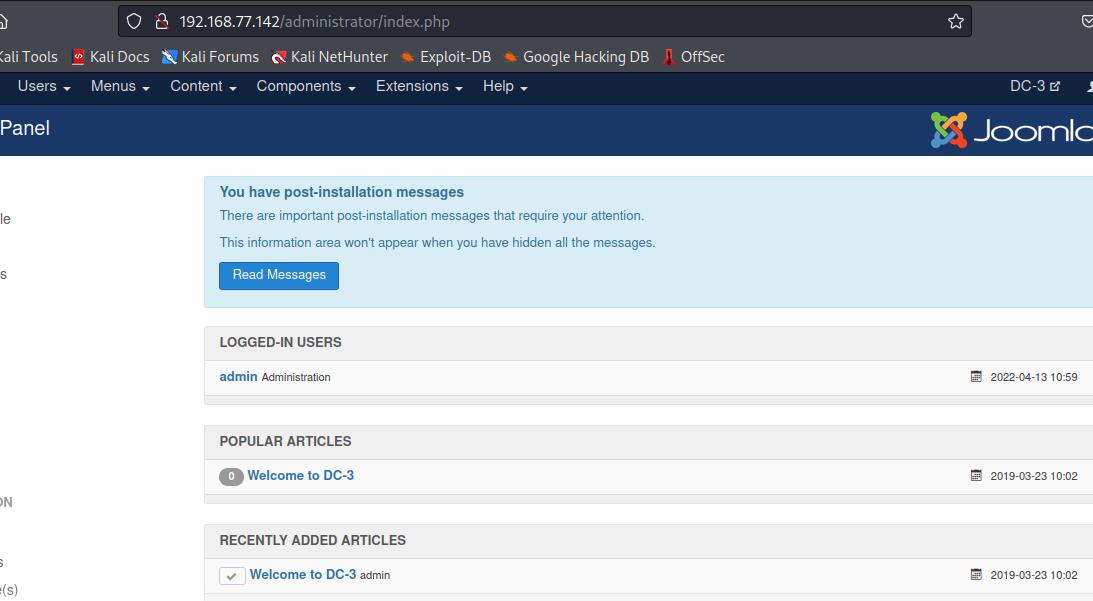 192.168.77.142/administrator/index.php
Kali Tools Kali Docs Kali Forums Kali NetHunter Exploit-DB Google Hacking DB OffSec
Users Menus Content Components Extensions Help DC-3
Panel
Joomla
le
You have post-installation messages
There are important post-installation messages that require your attention.
This information area won't appear when you have hidden all the messages.
s
Read Messages
LOGGED-IN USERS
admin Administration 2022-04-13 10:59
POPULAR ARTICLES
0 Welcome to DC-3 2019-03-23 10:02
ON
RECENTLY ADDED ARTICLES
s
Welcome to DC-3 admin 2019-03-23 10:02
e(s)